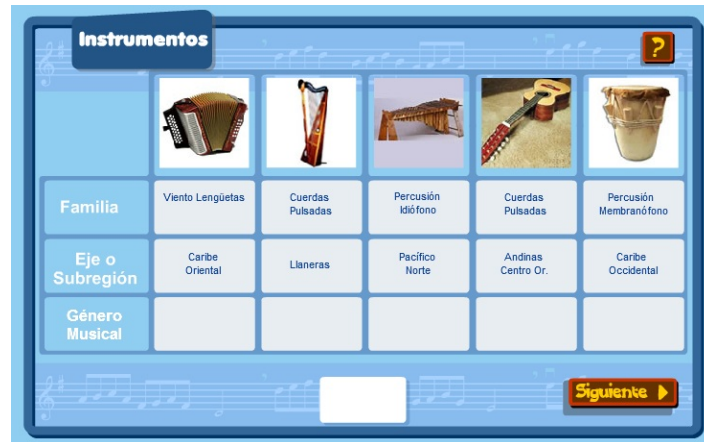 Instrumentos
?
Familia
Viento Lengüetas
Cuerdas
Pulsadas
Percusión
Idiófono
Cuerdas
Pulsadas
Percusión
Membranófono
Eje o
Subregión
Caribe
Oriental
Llaneras
Pacífico
Norte
Andinas
Centro Or.
Caribe
Occidental
Género
Musical
Siguiente